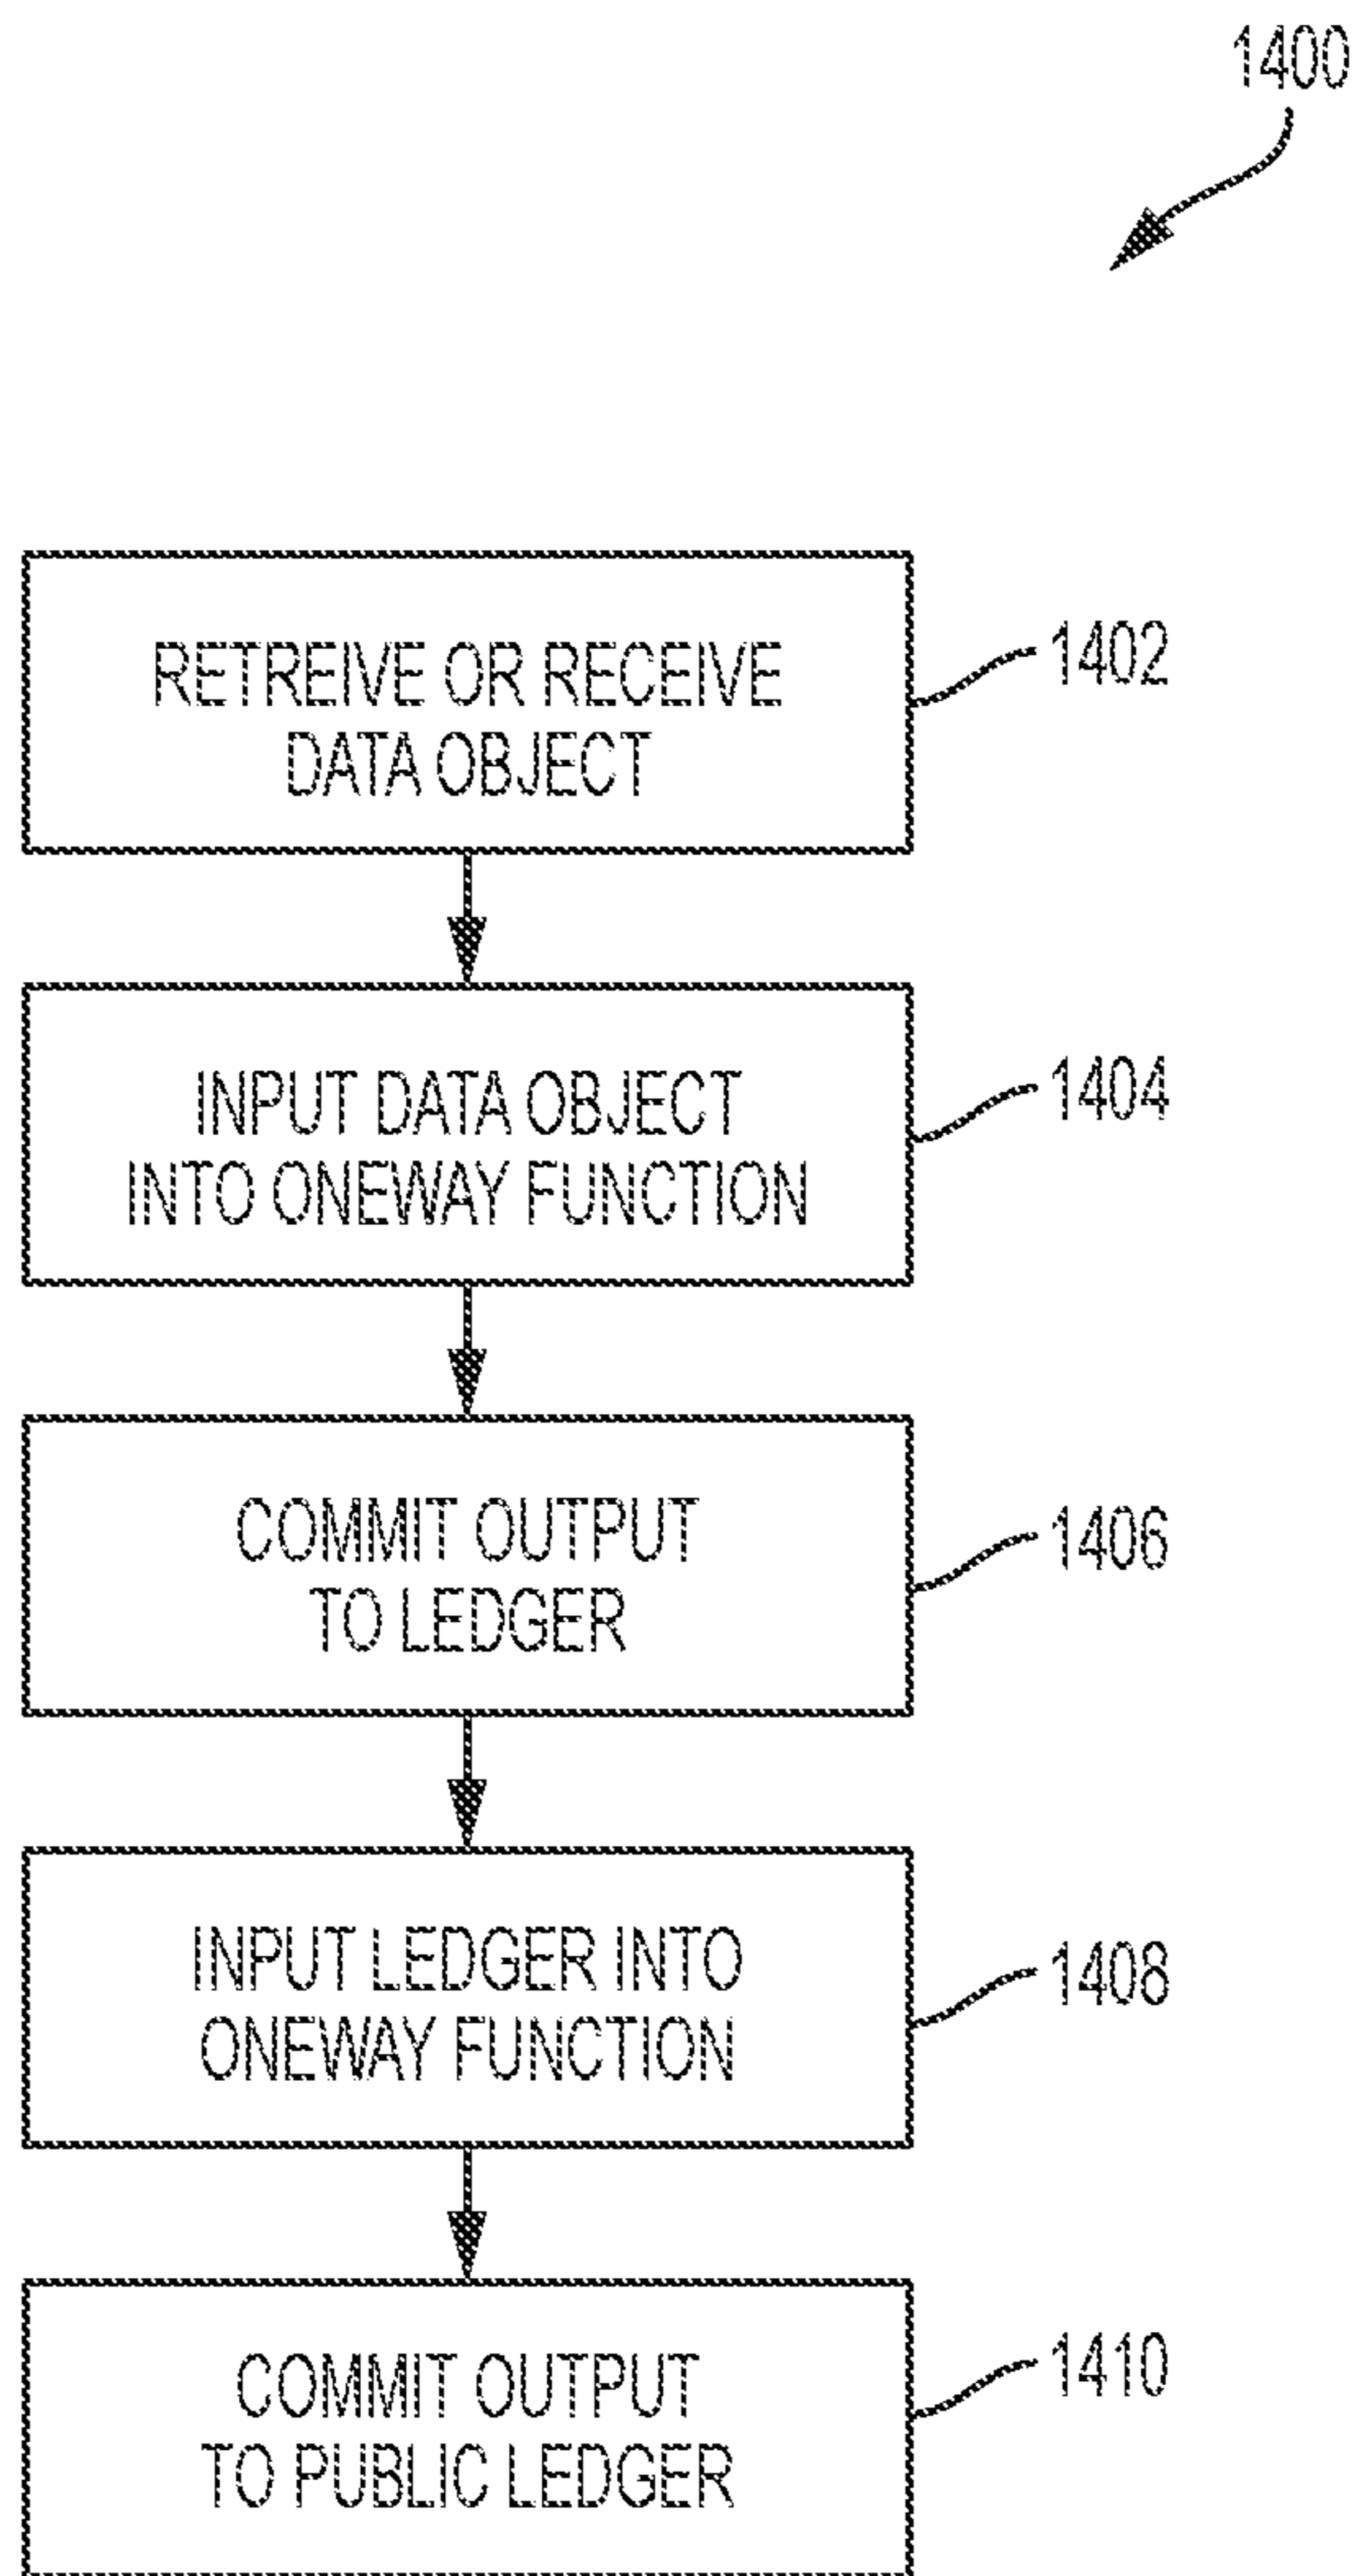 1400
RETREIVE OR RECEIVE
DATA OBJECT
1402
INPUT DATA OBJECT
INTO ONEWAY FUNCTION
1404
COMMIT OUTPUT
TO LEDGER
1406
INPUT LEDGER INTO
ONEWAY FUNCTION
1408
COMMIT OUTPUT
TO PUBLIC LEDGER
1410